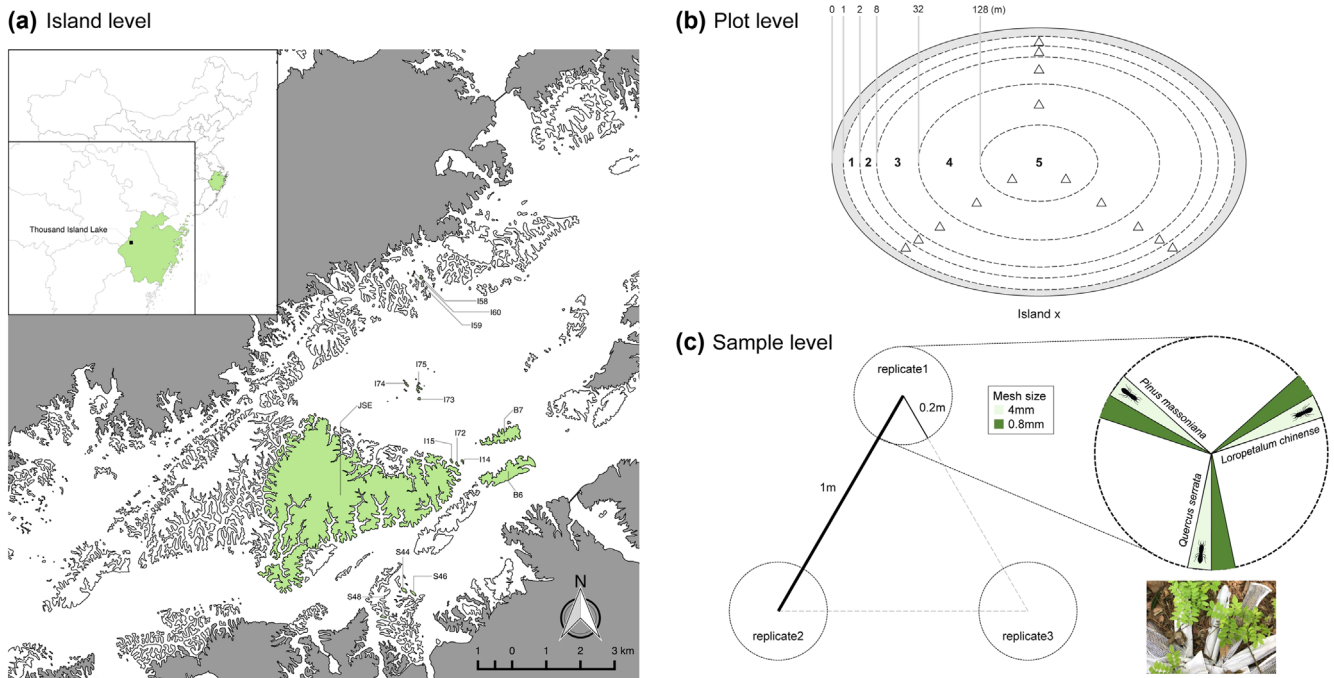 (a) Island level
Thousand Island Lake
I58
I60
I59
I75
I74
I73
JSE
B7
I72
I15
I14
B6
S44
S46
S48
N
1 0 1 2 3 km
(b) Plot level
0 1 2 8 32 128 (m)
1 2 3 4 5
Island x
(c) Sample level
replicate1
0.2m
1m
replicate2
replicate3
Mesh size
4mm
0.8mm
Pinus massoniana
Loropetalum chinense
Quercus serrata